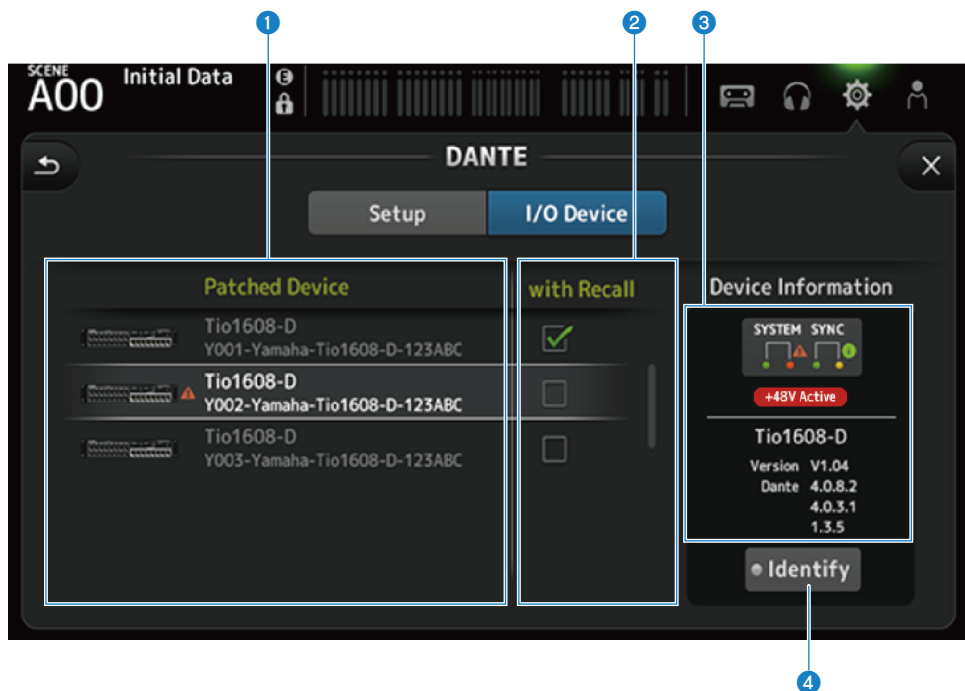 1 2 3
SCENE
A00 Initial Data E
DANTE
Setup I/O Device
Patched Device with Recall Device Information
Tio1608-D
Y001-Yamaha-Tio1608-D-123ABC
Tio1608-D
Y002-Yamaha-Tio1608-D-123ABC
Tio1608-D
Y003-Yamaha-Tio1608-D-123ABC
SYSTEM SYNC
+48V Active
Tio1608-D
Version V1.04
Dante 4.0.8.2
4.0.3.1
1.3.5
Identify
4